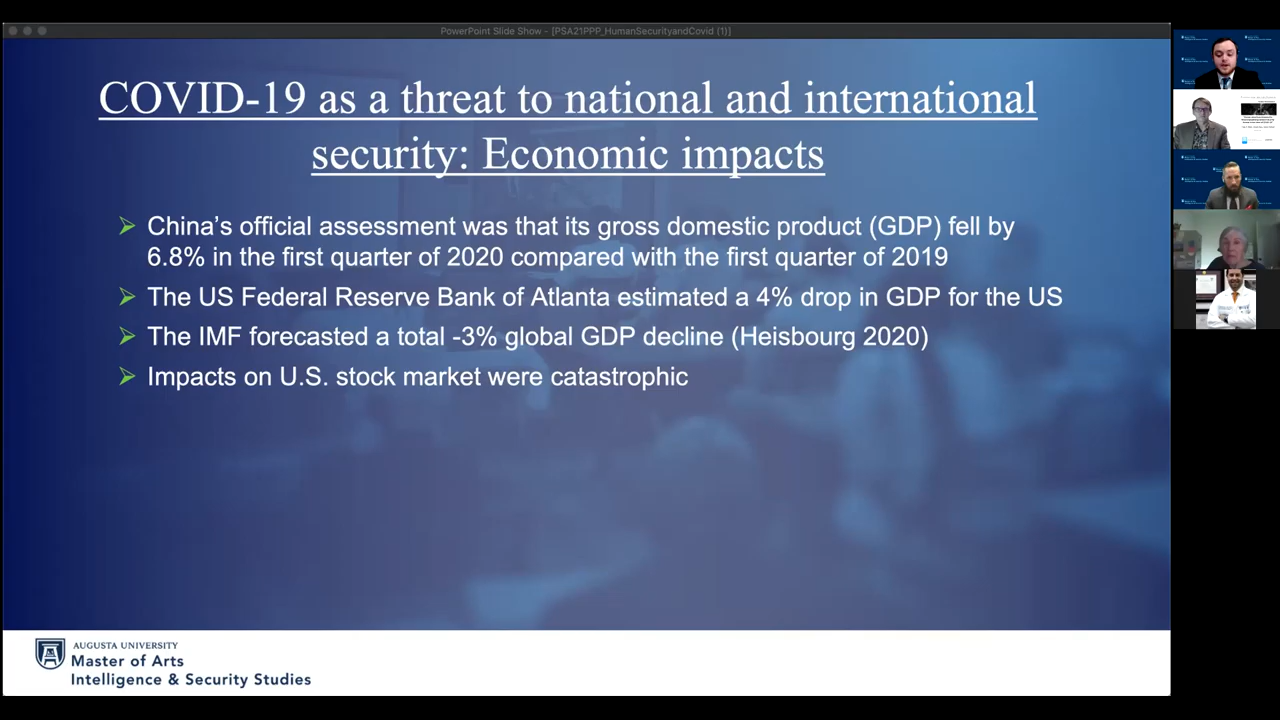 PowerPoint Slide Show - [PSA21PPP_HumanSecurityandCovid (1)]
COVID-19 as a threat to national and international
security: Economic impacts
China’s official assessment was that its gross domestic product (GDP) fell by
6.8% in the first quarter of 2020 compared with the first quarter of 2019
The US Federal Reserve Bank of Atlanta estimated a 4% drop in GDP for the US
The IMF forecasted a total -3% global GDP decline (Heisbourg 2020)
Impacts on U.S. stock market were catastrophic
AUGUSTA UNIVERSITY
Master of Arts
Intelligence & Security Studies